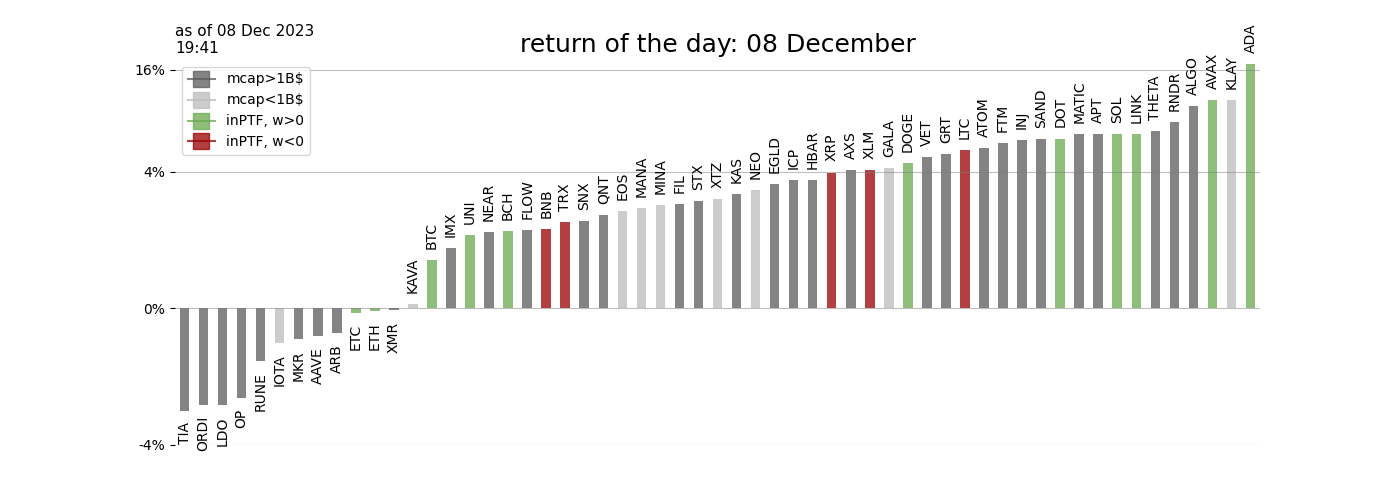 as of 08 Dec 2023
19:41
return of the day: 08 December
mcap>1B$
mcap<1B$
inPTF, w>0
inPTF, w<0
16%
4%
0%
-4%
TIA
ORDI
LDO
OP
RUNE
IOTA
MKR
AAVE
ARB
ETC
ETH
XMR
KAVA
BTC
IMX
UNI
NEAR
BCH
FLOW
BNB
TRX
SNX
QNT
EOS
MANA
MINA
FIL
STX
XTZ
KAS
NEO
EGLD
ICP
HBAR
XRP
AXS
XLM
GALA
DOGE
VET
GRT
LTC
ATOM
FTM
INJ
SAND
DOT
MATIC
APT
SOL
LINK
THETA
RNDR
ALGO
AVAX
KLAY
ADA